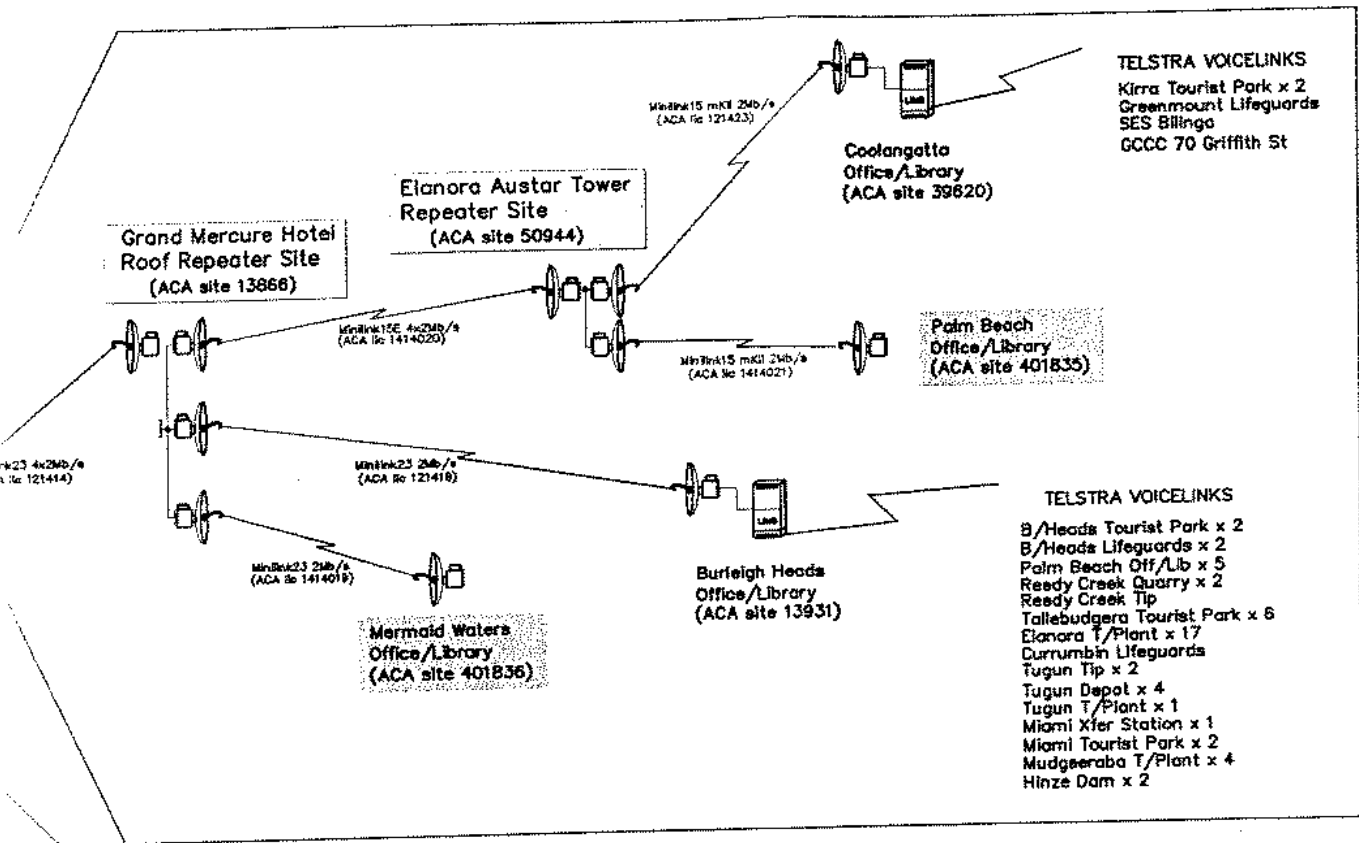 TELSTRA VOICELINKS
Kirra Tourist Park x 2
Greenmount Lifeguards
SES Bilinga
GCCC 70 Griffith St
Minilink15 mkII 2Mb/s
(ACA lic 121423)
LING
Coolangatta
Office/Library
(ACA site 39620)
Elanora Austar Tower
Repeater Site
(ACA site 50944)
Grand Mercure Hotel
Roof Repeater Site
(ACA site 13866)
Minilink15E 4x2Mb/s
(ACA lic 1414020)
Minilink15 mkII 2Mb/s
(ACA lic 1414021)
Palm Beach
Office/Library
(ACA site 401835)
nk23 4x2Mb/s
lic 121414)
Minilink23 2Mb/s
(ACA lic 121418)
LING
Burleigh Heads
Office/Library
(ACA site 13931)
Minilink23 2Mb/s
(ACA lic 1414019)
Mermaid Waters
Office/Library
(ACA site 401836)
TELSTRA VOICELINKS
B/Heads Tourist Park x 2
B/Heads Lifeguards x 2
Palm Beach Off/Lib x 5
Reedy Creek Quarry x 2
Reedy Creek Tip
Tallebudgera Tourist Park x 6
Elanora T/Plant x 17
Currumbin Lifeguards
Tugun Tip x 2
Tugun Depot x 4
Tugun T/Plant x 1
Miami Xfer Station x 1
Miami Tourist Park x 2
Mudgeeraba T/Plant x 4
Hinze Dam x 2